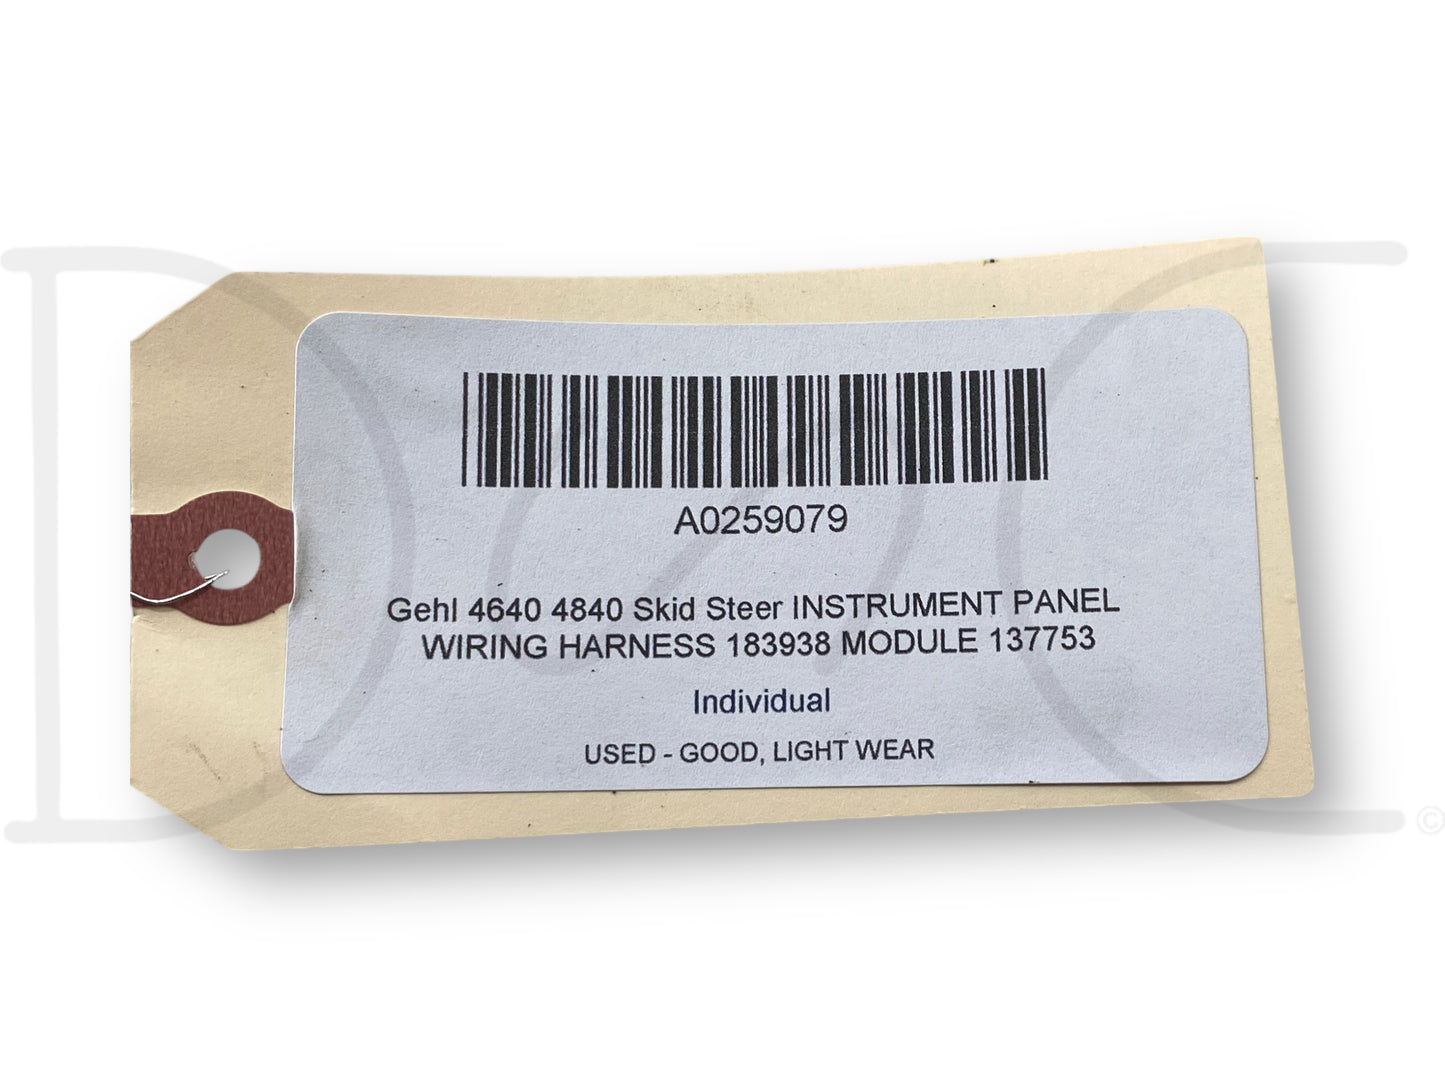 A0259079
Gehl 4640 4840 Skid Steer INSTRUMENT PANEL
WIRING HARNESS 183938 MODULE 137753
Individual
USED - GOOD, LIGHT WEAR
©